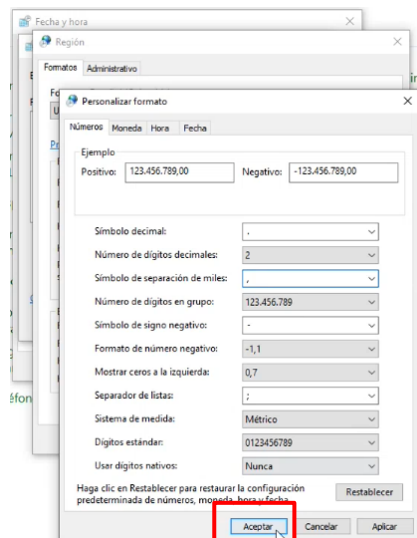 Fecha y hora
Región
Formatos Administrativo
Personalizar formato
Números Moneda Hora Fecha
Ejemplo
Positivo: 123.456.789,00 Negativo: -123.456.789,00
Símbolo decimal: .
Número de dígitos decimales: 2
Símbolo de separación de miles: ,
Número de dígitos en grupo: 123.456.789
Símbolo de signo negativo: -
Formato de número negativo: -1,1
Mostrar ceros a la izquierda: 0,7
Separador de listas: ;
Sistema de medida: Métrico
Dígitos estándar: 0123456789
Usar dígitos nativos: Nunca
Haga clic en Restablecer para restaurar la configuración
predeterminada de números, moneda, hora y fecha.
Restablecer
Aceptar Cancelar Aplicar